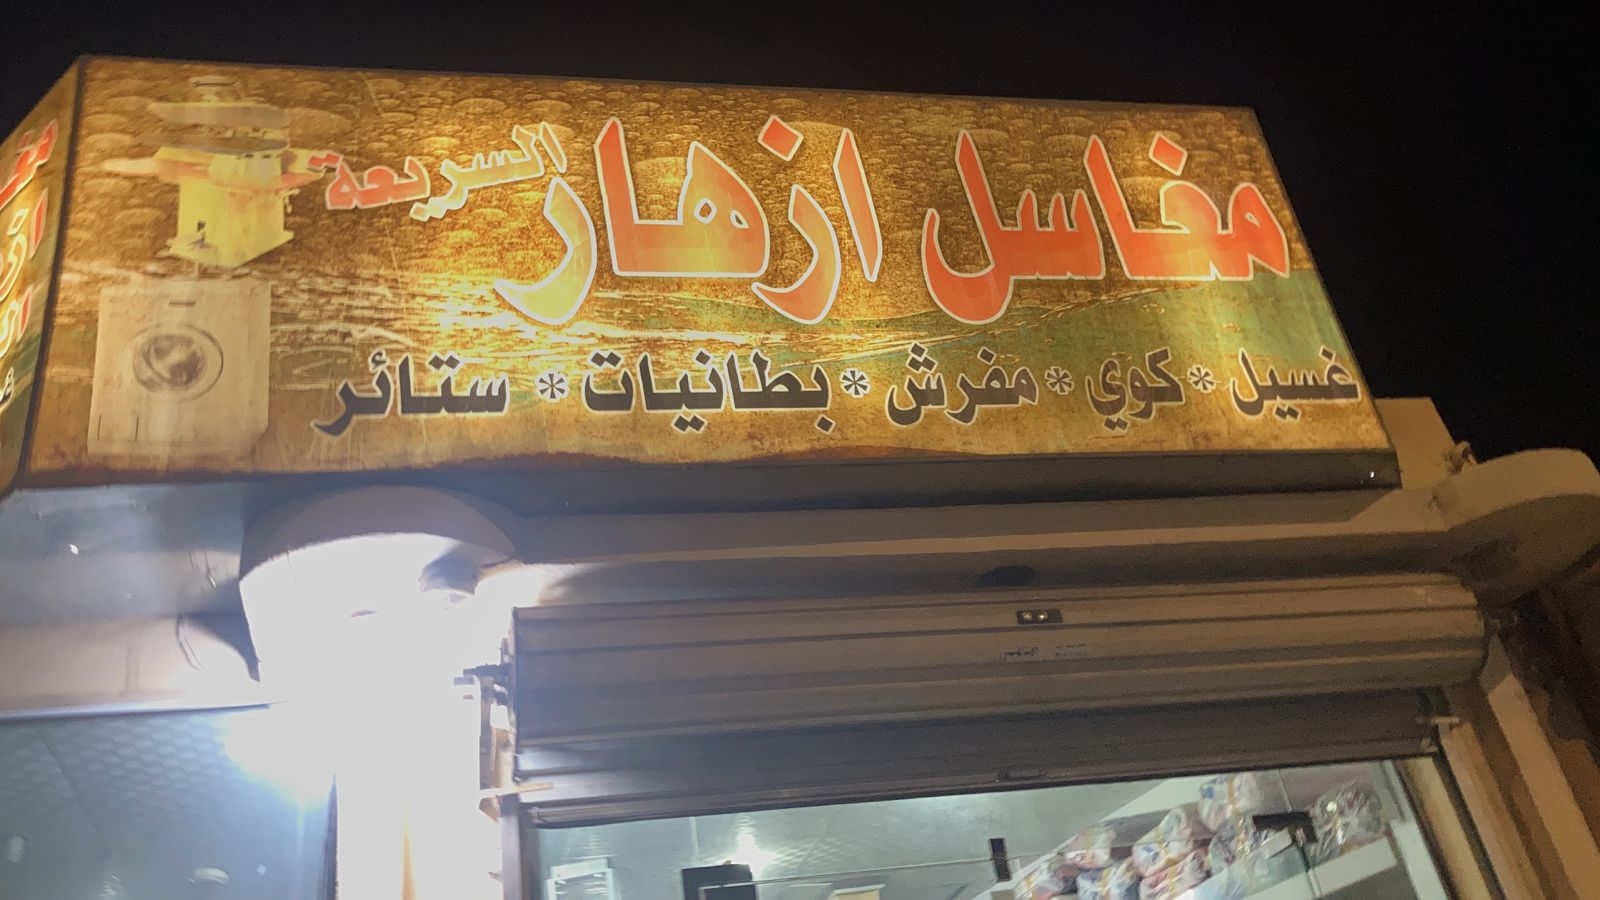 مغاسل ازهار السريعة
غسيل * كوي * مفرش * بطانيات * ستائر